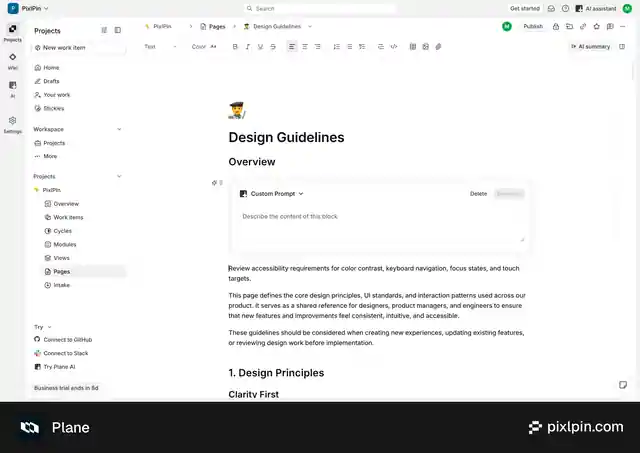 PixlPin
Search
Get started
AI assistant
M
Projects
Wiki
AI
Settings
Projects
New work item
Home
Drafts
Your work
Stickies
Workspace
Projects
More
Projects
PixlPin
Overview
Work items
Cycles
Modules
Views
Pages
Intake
Try
Connect to GitHub
Connect to Slack
Try Plane AI
Business trial ends in 8d
PixlPin > Pages > Design Guidelines
M
Publish
Text
Color Aa
B I U S
AI summary
Design Guidelines
Overview
Custom Prompt
Delete
Describe the content of this block
Review accessibility requirements for color contrast, keyboard navigation, focus states, and touch
targets.
This page defines the core design principles, UI standards, and interaction patterns used across our
product. It serves as a shared reference for designers, product managers, and engineers to ensure
that new features and improvements feel consistent, intuitive, and accessible.
These guidelines should be considered when creating new experiences, updating existing features,
or reviewing design work before implementation.
1. Design Principles
Clarity First
Plane
pixlpin.com